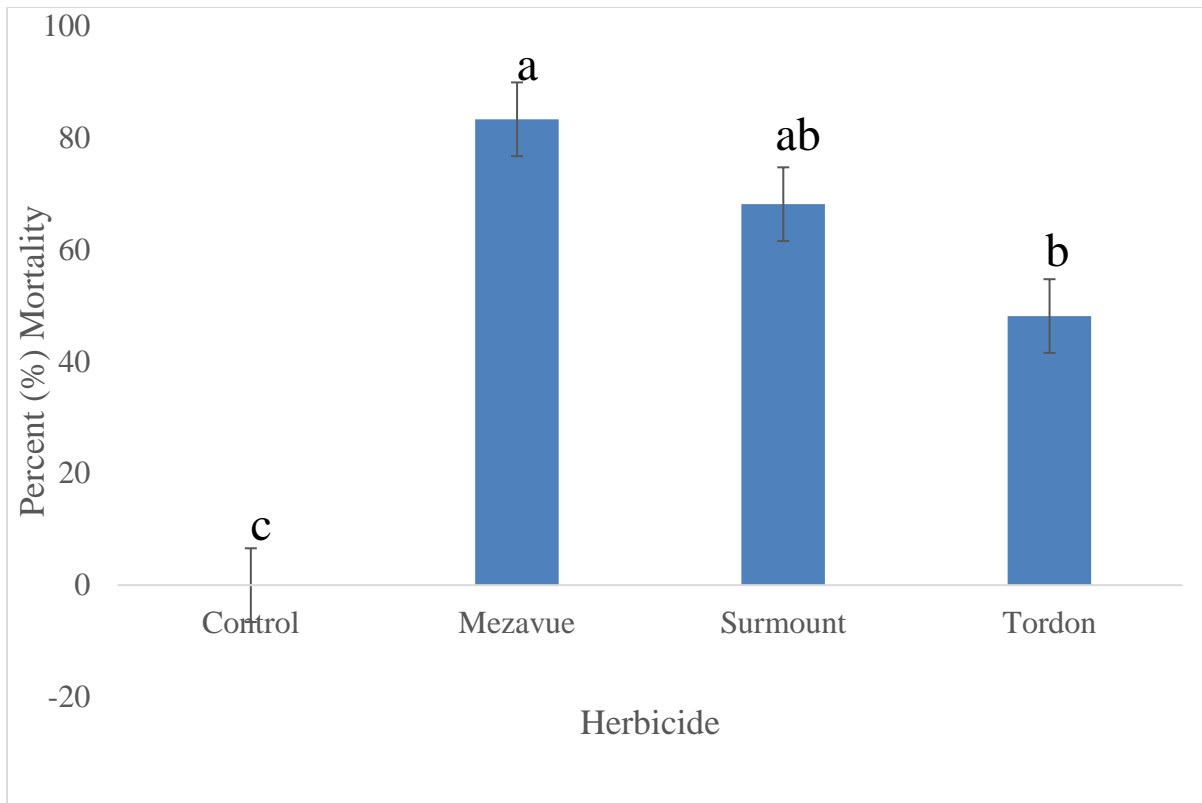 100
80
60
40
20
0
-20
Percent (%) Mortality
a
ab
b
c
Control Mezavue Surmount Tordon
Herbicide